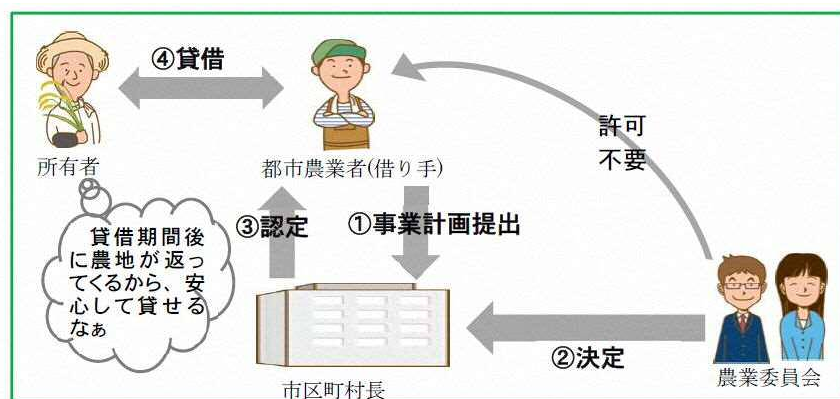 ④貸借
許可
不要
所有者
都市農業者(借り手)
③認定
①事業計画提出
貸借期間後
に農地が返っ
てくるから、安
心して貸せる
なぁ
②決定
農業委員会
市区町村長